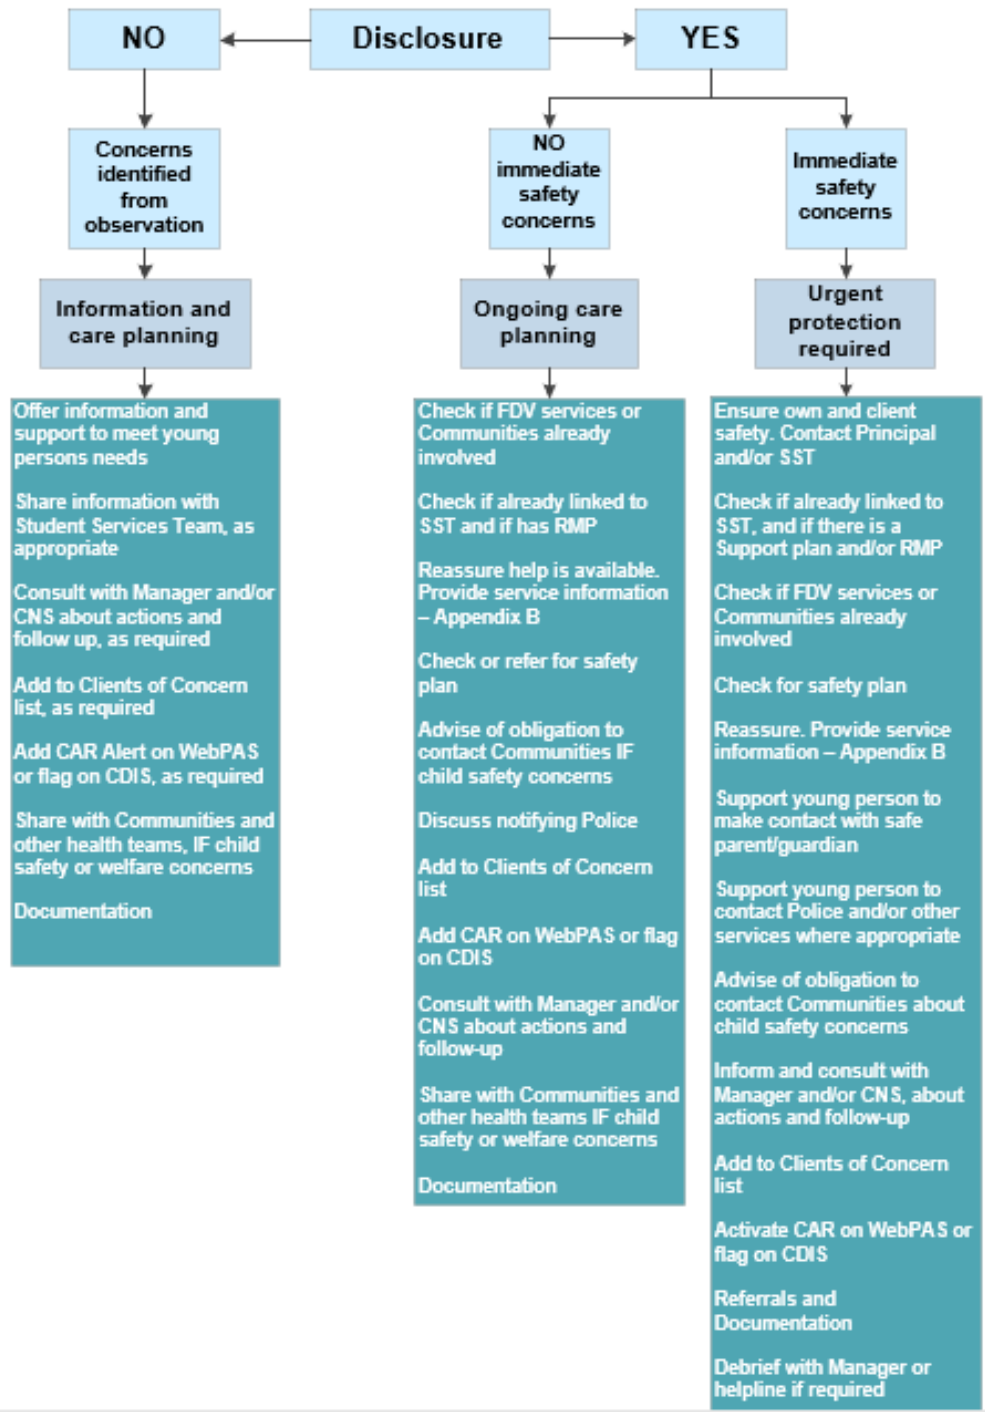 NO
Disclosure
YES
Concerns
identified
from
observation
NO
immediate
safety
concerns
Immediate
safety
concerns
Information and
care planning
Ongoing care
planning
Urgent
protection
required
Offer information and
support to meet young
persons needs
Share information with
Student Services Team, as
appropriate
Consult with Manager and/or
CNS about actions and
follow up, as required
Add to Clients of Concern
list, as required
Add CAR Alert on WebPAS
or flag on CDIS, as required
Share with Communities and
other health teams, IF child
safety or welfare concerns
Documentation
Check if FDV services or
Communities already
involved
Check if already linked to
SST and if has RMP
Reassure help is available.
Provide service information
– Appendix B
Check or refer for safety
plan
Advise of obligation to
contact Communities IF
child safety concerns
Discuss notifying Police
Add to Clients of Concern
list
Add CAR on WebPAS or flag
on CDIS
Consult with Manager and/or
CNS about actions and
follow-up
Share with Communities and
other health teams IF child
safety or welfare concerns
Documentation
Ensure own and client
safety. Contact Principal
and/or SST
Check if already linked to
SST, and if there is a
Support plan and/or RMP
Check if FDV services or
Communities already
involved
Check for safety plan
Reassure. Provide service
information – Appendix B
Support young person to
make contact with safe
parent/guardian
Support young person to
contact Police and/or other
services where appropriate
Advise of obligation to
contact Communities about
child safety concerns
Inform and consult with
Manager and/or CNS, about
actions and follow-up
Add to Clients of Concern
list
Activate CAR on WebPAS or
flag on CDIS
Referrals and
Documentation
Debrief with Manager or
helpline if required